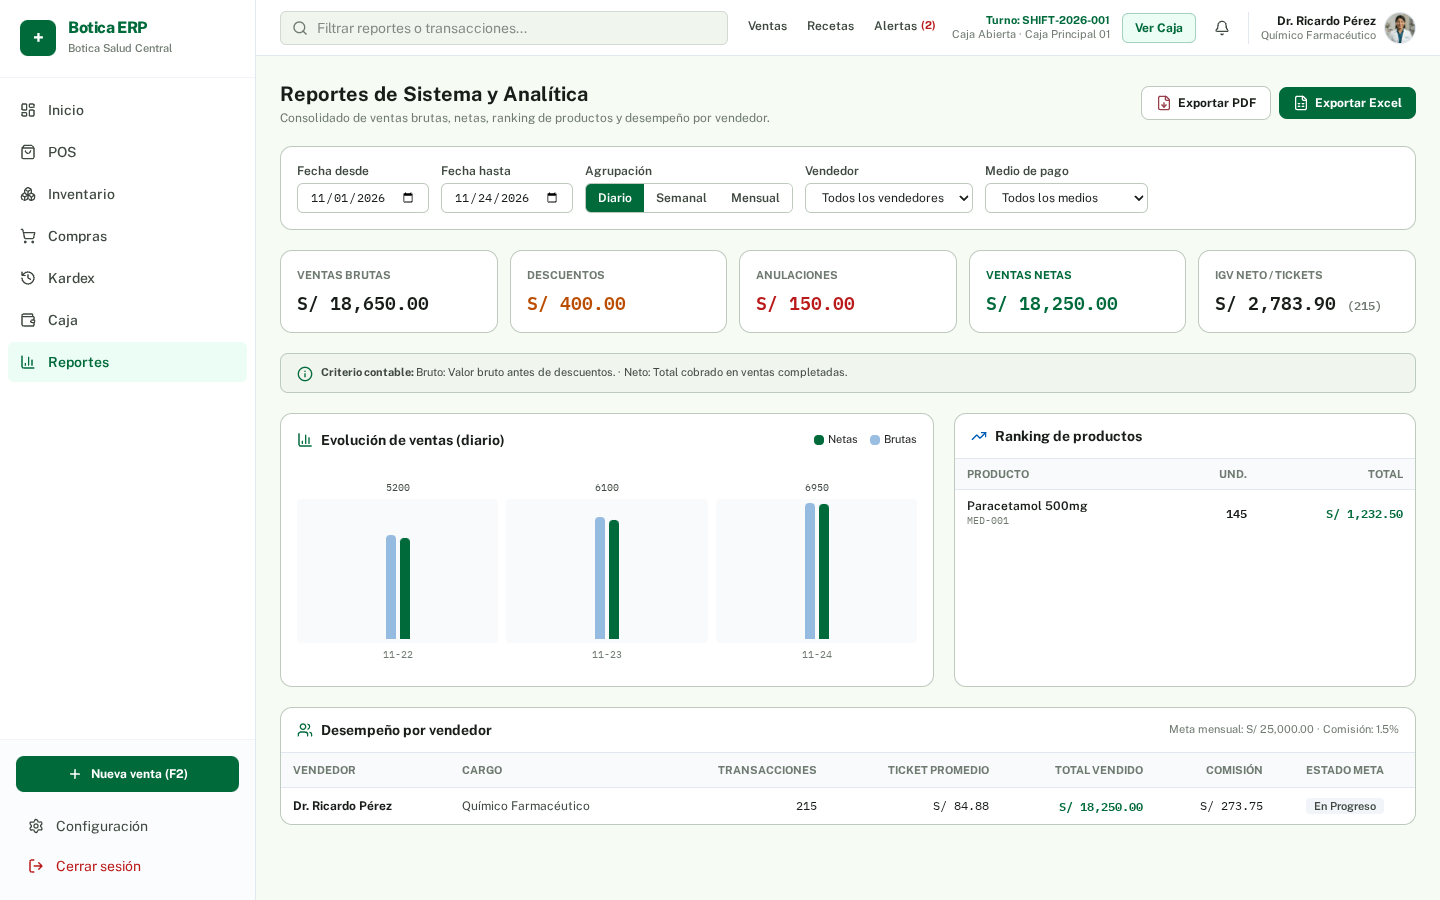 Botica ERP
Botica Salud Central
Inicio
POS
Inventario
Compras
Kardex
Caja
Reportes
Nueva venta (F2)
Configuración
Cerrar sesión
Filtrar reportes o transacciones...
Ventas
Recetas
Alertas (2)
Turno: SHIFT-2026-001
Caja Abierta · Caja Principal 01
Ver Caja
Dr. Ricardo Pérez
Químico Farmacéutico
Reportes de Sistema y Analítica
Consolidado de ventas brutas, netas, ranking de productos y desempeño por vendedor.
Exportar PDF
Exportar Excel
Fecha desde
11/01/2026
Fecha hasta
11/24/2026
Agrupación
Diario Semanal Mensual
Vendedor
Todos los vendedores
Medio de pago
Todos los medios
VENTAS BRUTAS
S/ 18,650.00
DESCUENTOS
S/ 400.00
ANULACIONES
S/ 150.00
VENTAS NETAS
S/ 18,250.00
IGV NETO / TICKETS
S/ 2,783.90 (215)
Criterio contable: Bruto: Valor bruto antes de descuentos. · Neto: Total cobrado en ventas completadas.
Evolución de ventas (diario)
Netas Brutas
5200 6100 6950
11-22 11-23 11-24
Ranking de productos
PRODUCTO UND. TOTAL
Paracetamol 500mg 145 S/ 1,232.50
MED-001
Desempeño por vendedor
Meta mensual: S/ 25,000.00 · Comisión: 1.5%
VENDEDOR CARGO TRANSACCIONES TICKET PROMEDIO TOTAL VENDIDO COMISIÓN ESTADO META
Dr. Ricardo Pérez Químico Farmacéutico 215 S/ 84.88 S/ 18,250.00 S/ 273.75 En Progreso